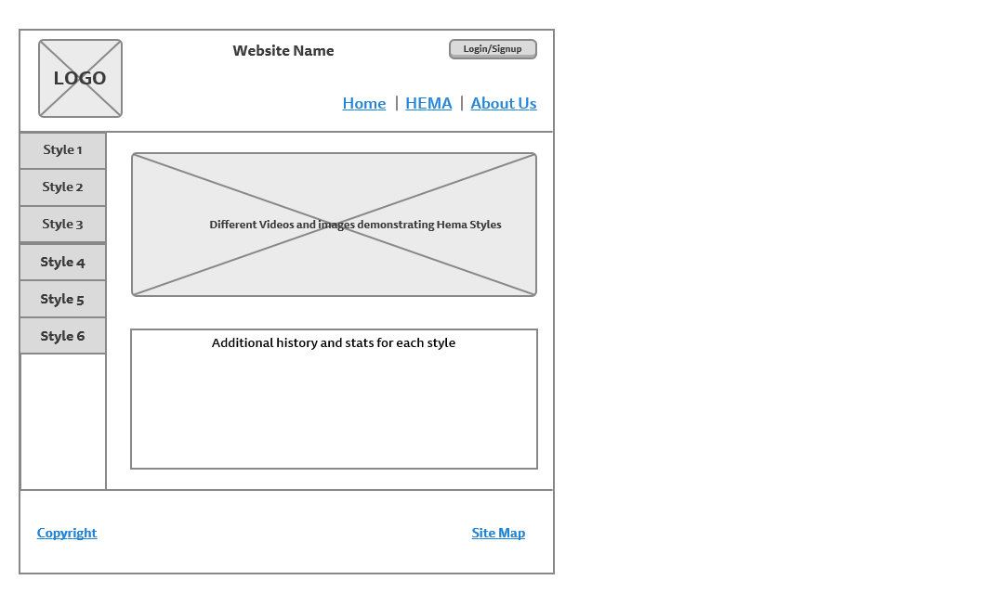 LOGO
Website Name
Login/Signup
Home | HEMA | About Us
Style 1
Style 2
Style 3
Style 4
Style 5
Style 6
Different Videos and images demonstrating Hema Styles
Additional history and stats for each style
Copyright
Site Map